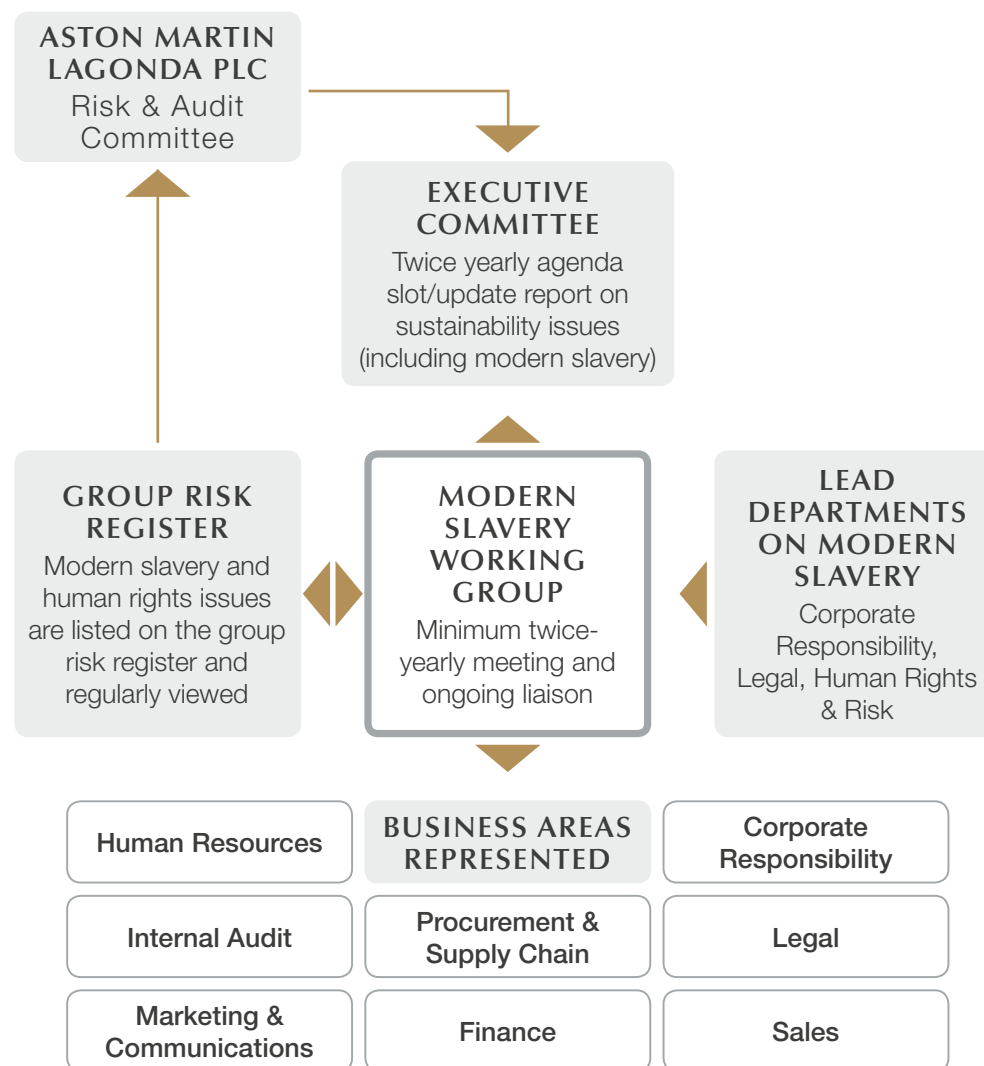 ASTON MARTIN
LAGONDA PLC
Risk & Audit
Committee
EXECUTIVE
COMMITTEE
Twice yearly agenda
slot/update report on
sustainability issues
(including modern slavery)
GROUP RISK
REGISTER
Modern slavery and
human rights issues
are listed on the group
risk register and
regularly viewed
MODERN
SLAVERY
WORKING
GROUP
Minimum twice-
yearly meeting and
ongoing liaison
LEAD
DEPARTMENTS
ON MODERN
SLAVERY
Corporate
Responsibility,
Legal, Human Rights
& Risk
Human Resources
BUSINESS AREAS
REPRESENTED
Corporate
Responsibility
Internal Audit
Procurement &
Supply Chain
Legal
Marketing &
Communications
Finance
Sales